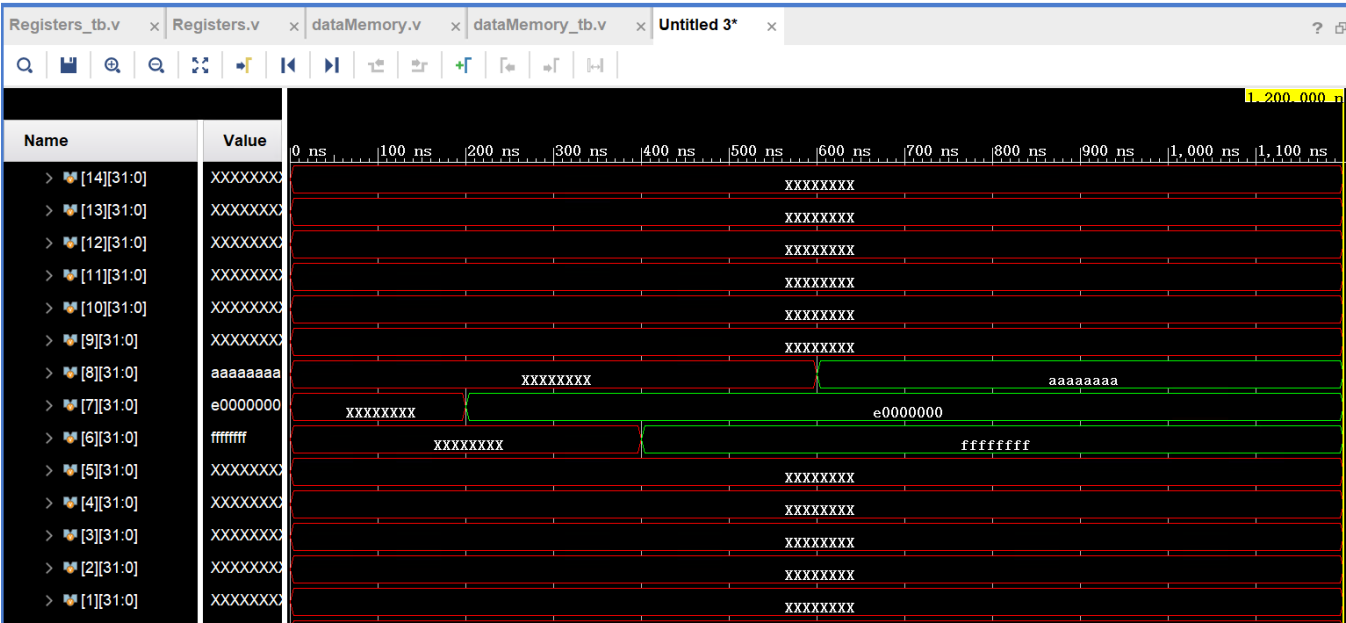 Registers_tb.v × Registers.v × dataMemory.v × dataMemory_tb.v × Untitled 3* × ?
1,200,000 n
Name Value 0 ns 100 ns 200 ns 300 ns 400 ns 500 ns 600 ns 700 ns 800 ns 900 ns 1,000 ns 1,100 ns
> [14][31:0] XXXXXXXX XXXXXXXX
> [13][31:0] XXXXXXXX XXXXXXXX
> [12][31:0] XXXXXXXX XXXXXXXX
> [11][31:0] XXXXXXXX XXXXXXXX
> [10][31:0] XXXXXXXX XXXXXXXX
> [9][31:0] XXXXXXXX XXXXXXXX
> [8][31:0] aaaaaaaa XXXXXXXX aaaaaaaa
> [7][31:0] e0000000 XXXXXXXX e0000000
> [6][31:0] ffffffff XXXXXXXX ffffffff
> [5][31:0] XXXXXXXX XXXXXXXX
> [4][31:0] XXXXXXXX XXXXXXXX
> [3][31:0] XXXXXXXX XXXXXXXX
> [2][31:0] XXXXXXXX XXXXXXXX
> [1][31:0] XXXXXXXX XXXXXXXX